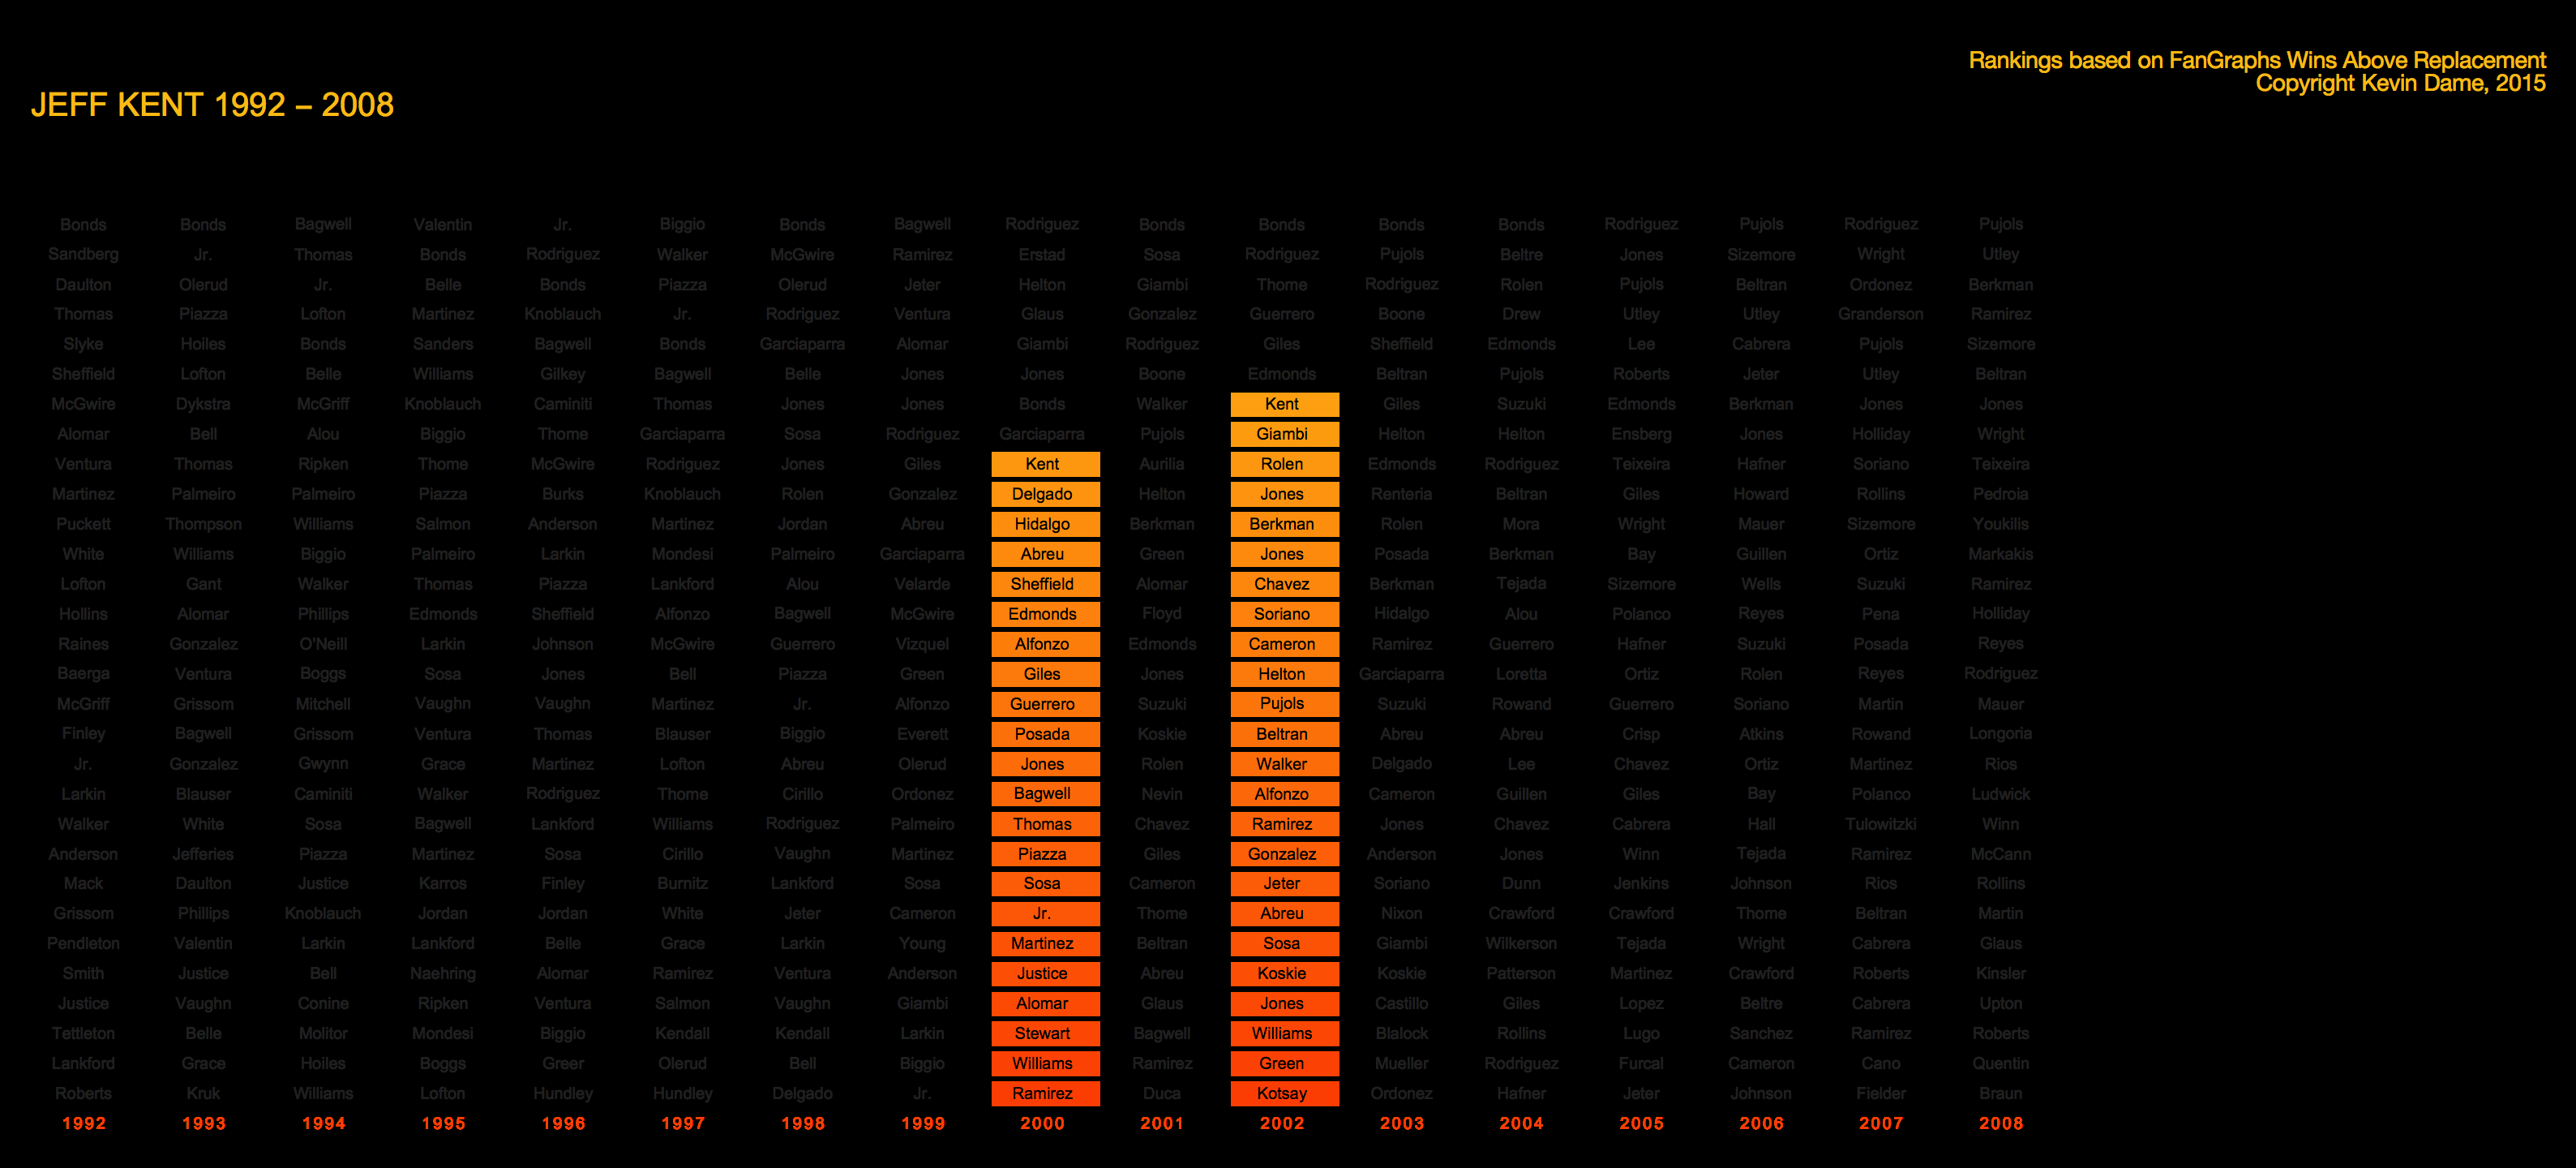 Rankings based on FanGraphs Wins Above Replacement
Copyright Kevin Dame, 2015
JEFF KENT 1992 – 2008
Bonds Bonds Bagwell Valentin Jr. Biggio Bonds Bagwell Rodriguez Bonds Bonds Bonds Bonds Rodriguez Pujols Rodriguez Pujols
Sandberg Jr. Thomas Bonds Rodriguez Walker McGwire Ramirez Erstad Sosa Rodriguez Pujols Beltre Jones Sizemore Wright Utley
Daulton Olerud Jr. Belle Bonds Piazza Olerud Jeter Helton Giambi Thome Rodriguez Rolen Pujols Beltran Ordonez Berkman
Thomas Piazza Lofton Martinez Knoblauch Jr. Rodriguez Ventura Glaus Gonzalez Guerrero Boone Drew Utley Utley Granderson Ramirez
Slyke Hoiles Bonds Sanders Bagwell Bonds Garciaparra Alomar Giambi Rodriguez Giles Sheffield Edmonds Lee Cabrera Pujols Sizemore
Sheffield Lofton Belle Williams Gilkey Bagwell Belle Jones Jones Boone Edmonds Beltran Pujols Roberts Jeter Utley Beltran
McGwire Dykstra McGriff Knoblauch Caminiti Thomas Jones Jones Bonds Walker Kent Giles Suzuki Edmonds Berkman Jones Jones
Alomar Bell Alou Biggio Thome Garciaparra Sosa Rodriguez Garciaparra Pujols Giambi Helton Helton Ensberg Jones Holliday Wright
Ventura Thomas Ripken Thome McGwire Rodriguez Jones Giles Kent Aurilia Rolen Edmonds Rodriguez Teixeira Hafner Soriano Teixeira
Martinez Palmeiro Palmeiro Piazza Burks Knoblauch Rolen Gonzalez Delgado Helton Jones Renteria Beltran Giles Howard Rollins Pedroia
Puckett Thompson Williams Salmon Anderson Martinez Jordan Abreu Hidalgo Berkman Berkman Rolen Mora Wright Mauer Sizemore Youkilis
White Williams Biggio Palmeiro Larkin Mondesi Palmeiro Garciaparra Abreu Green Jones Posada Berkman Bay Guillen Ortiz Markakis
Lofton Gant Walker Thomas Piazza Lankford Alou Velarde Sheffield Alomar Chavez Berkman Tejada Sizemore Wells Suzuki Ramirez
Hollins Alomar Phillips Edmonds Sheffield Alfonzo Bagwell McGwire Edmonds Floyd Soriano Hidalgo Alou Polanco Reyes Pena Holliday
Raines Gonzalez O'Neill Larkin Johnson McGwire Guerrero Vizquel Alfonzo Edmonds Cameron Ramirez Guerrero Hafner Suzuki Posada Reyes
Baerga Ventura Boggs Sosa Jones Bell Piazza Green Giles Jones Helton Garciaparra Loretta Ortiz Rolen Reyes Rodriguez
McGriff Grissom Mitchell Vaughn Vaughn Martinez Jr. Alfonzo Guerrero Suzuki Pujols Suzuki Rowand Guerrero Soriano Martin Mauer
Finley Bagwell Grissom Ventura Thomas Blauser Biggio Everett Posada Koskie Beltran Abreu Abreu Crisp Atkins Rowand Longoria
Jr. Gonzalez Gwynn Grace Martinez Lofton Abreu Olerud Jones Rolen Walker Delgado Lee Chavez Ortiz Martinez Rios
Larkin Blauser Caminiti Walker Rodriguez Thome Cirillo Ordonez Bagwell Nevin Alfonzo Cameron Guillen Giles Bay Polanco Ludwick
Walker White Sosa Bagwell Lankford Williams Rodriguez Palmeiro Thomas Chavez Ramirez Jones Chavez Cabrera Hall Tulowitzki Winn
Anderson Jefferies Piazza Martinez Sosa Cirillo Vaughn Martinez Piazza Giles Gonzalez Anderson Jones Winn Tejada Ramirez McCann
Mack Daulton Justice Karros Finley Burnitz Lankford Sosa Sosa Cameron Jeter Soriano Dunn Jenkins Johnson Rios Rollins
Grissom Phillips Knoblauch Jordan Jordan White Jeter Cameron Jr. Thome Abreu Nixon Crawford Crawford Thome Beltran Martin
Pendleton Valentin Larkin Lankford Belle Grace Larkin Young Martinez Beltran Sosa Giambi Wilkerson Tejada Wright Cabrera Glaus
Smith Justice Bell Naehring Alomar Ramirez Ventura Anderson Justice Abreu Koskie Koskie Patterson Martinez Crawford Roberts Kinsler
Justice Vaughn Conine Ripken Ventura Salmon Vaughn Giambi Alomar Glaus Jones Castillo Giles Lopez Beltre Cabrera Upton
Tettleton Belle Molitor Mondesi Biggio Kendall Kendall Larkin Stewart Bagwell Williams Blalock Rollins Lugo Sanchez Ramirez Roberts
Lankford Grace Hoiles Boggs Greer Olerud Bell Biggio Williams Ramirez Green Mueller Rodriguez Furcal Cameron Cano Quentin
Roberts Kruk Williams Lofton Hundley Hundley Delgado Jr. Ramirez Duca Kotsay Ordonez Hafner Jeter Johnson Fielder Braun
1992 1993 1994 1995 1996 1997 1998 1999 2000 2001 2002 2003 2004 2005 2006 2007 2008